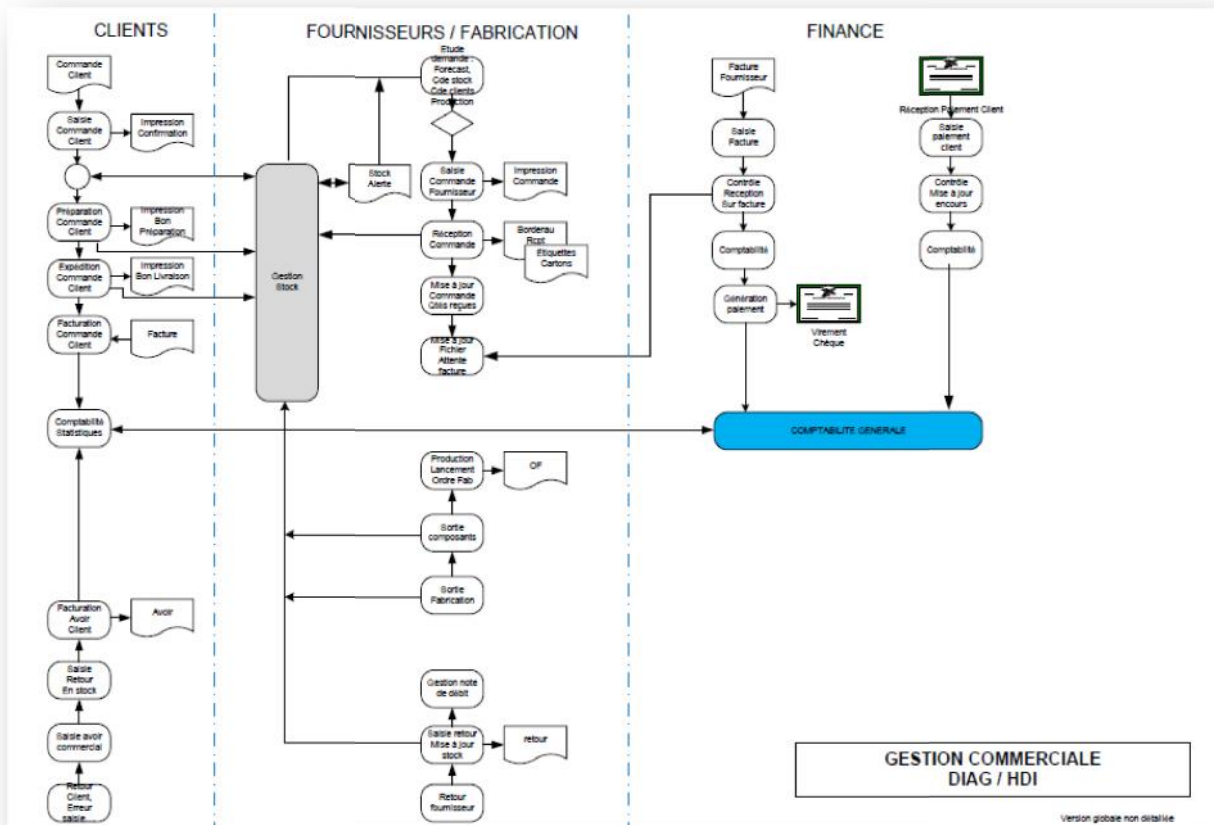 CLIENTS
FOURNISSEURS / FABRICATION
FINANCE
Commande
Client
Saisie
Commande
Client
Impression
Confirmation
Préparation
Commande
Client
Impression
Bon
Préparation
Expédition
Commande
Client
Impression
Bon Livraison
Facturation
Commande
Client
Facture
Comptabilité
Statistiques
Facturation
Avoir
Client
Avoir
Saisie
Retour
En stock
Saisie avoir
commercial
Retour
Client,
Erreur
saisie...
Gestion
Stock
Etude
demande :
Forecast,
Cde stock
Cde clients
Production
Stock
Alerte
Saisie
Commande
Fournisseur
Impression
Commande
Réception
Commande
Borderau
Rcpt
Etiquettes
Cartons
Mise à jour
Commande
Qtés reçues
Mise à jour
Fichier
Attente
facture
Production
Lancement
Ordre Fab
OF
Sortie
composants
Sortie
Fabrication
Gestion note
de débit
Saisie retour
Mise à jour
stock
retour
Retour
fournisseur
Facture
Fournisseur
Saisie
Facture
Contrôle
Reception
Sur facture
Comptabilité
Génération
paiement
Virement
Chèque
Réception Paiement Client
Saisie
paiement
client
Contrôle
Mise à jour
encours
Comptabilité
COMPTABILITE GENERALE
GESTION COMMERCIALE
DIAG / HDI
Version globale non détaillée